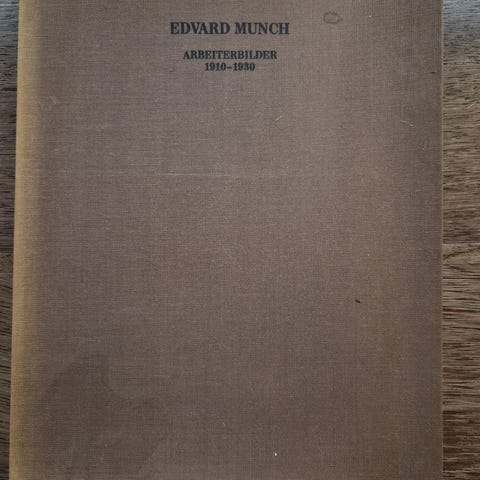 EDVARD MUNCH
ARBEITERBILDER
1910-1930